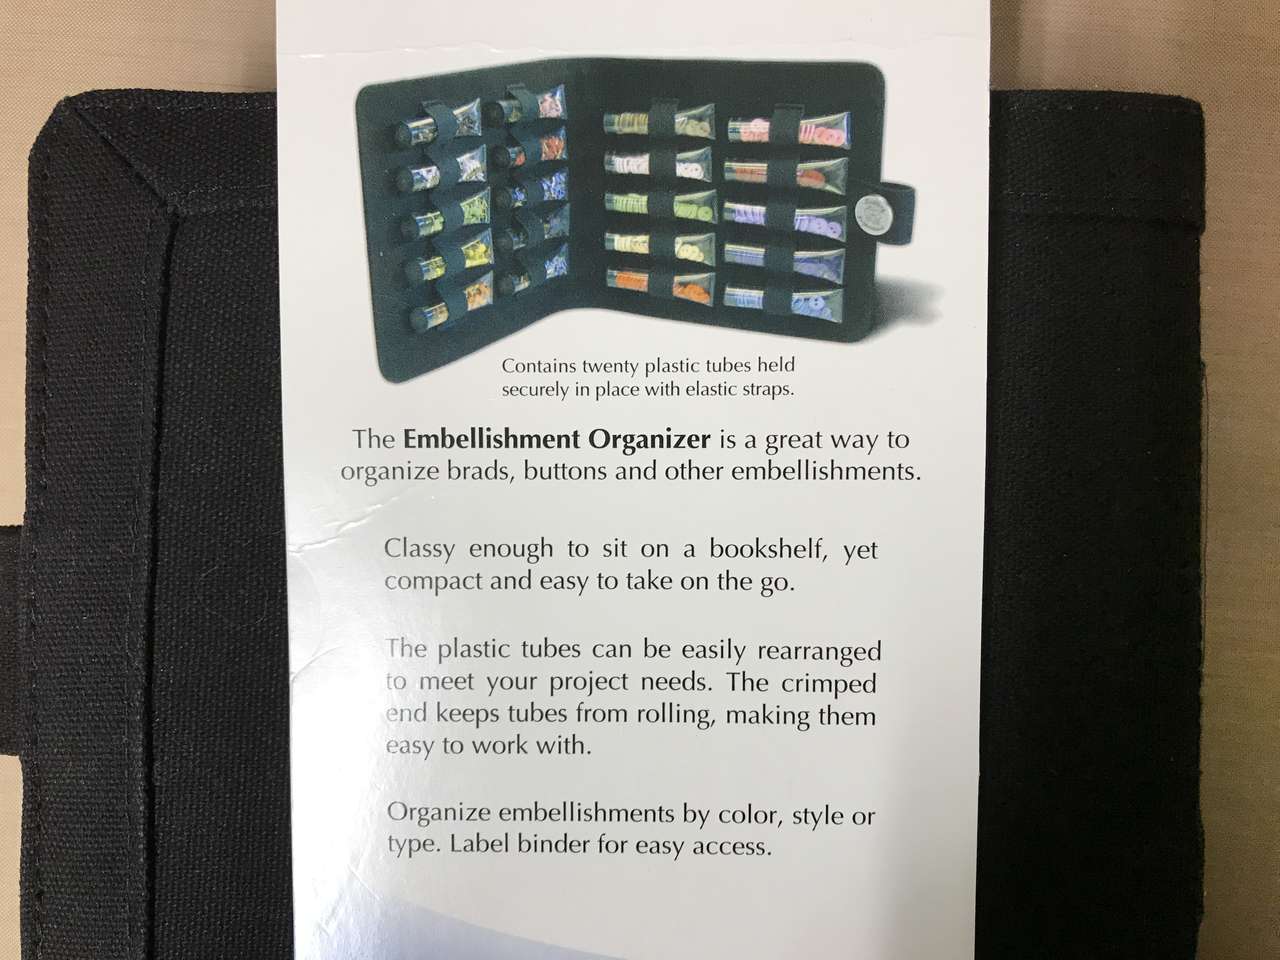 Contains twenty plastic tubes held
securely in place with elastic straps.
The Embellishment Organizer is a great way to
organize brads, buttons and other embellishments.
Classy enough to sit on a bookshelf, yet
compact and easy to take on the go.
The plastic tubes can be easily rearranged
to meet your project needs. The crimped
end keeps tubes from rolling, making them
easy to work with.
Organize embellishments by color, style or
type. Label binder for easy access.